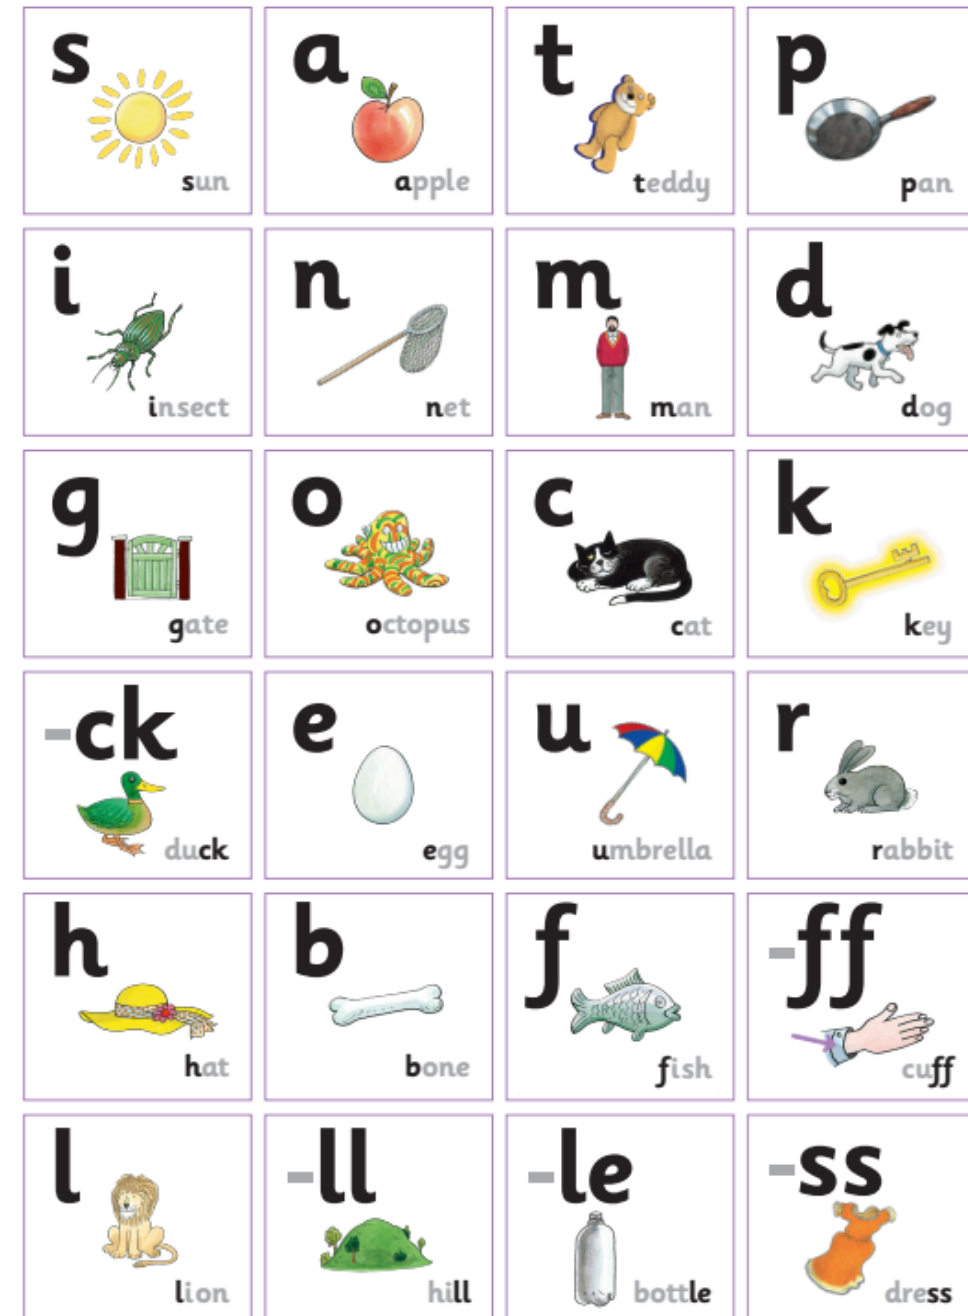 s a t p
sun apple teddy pan
i n m d
insect net man dog
g o c k
gate octopus cat key
-ck e u r
duck egg umbrella rabbit
h b f -ff
hat bone fish cuff
l -ll -le -ss
lion hill bottle dress